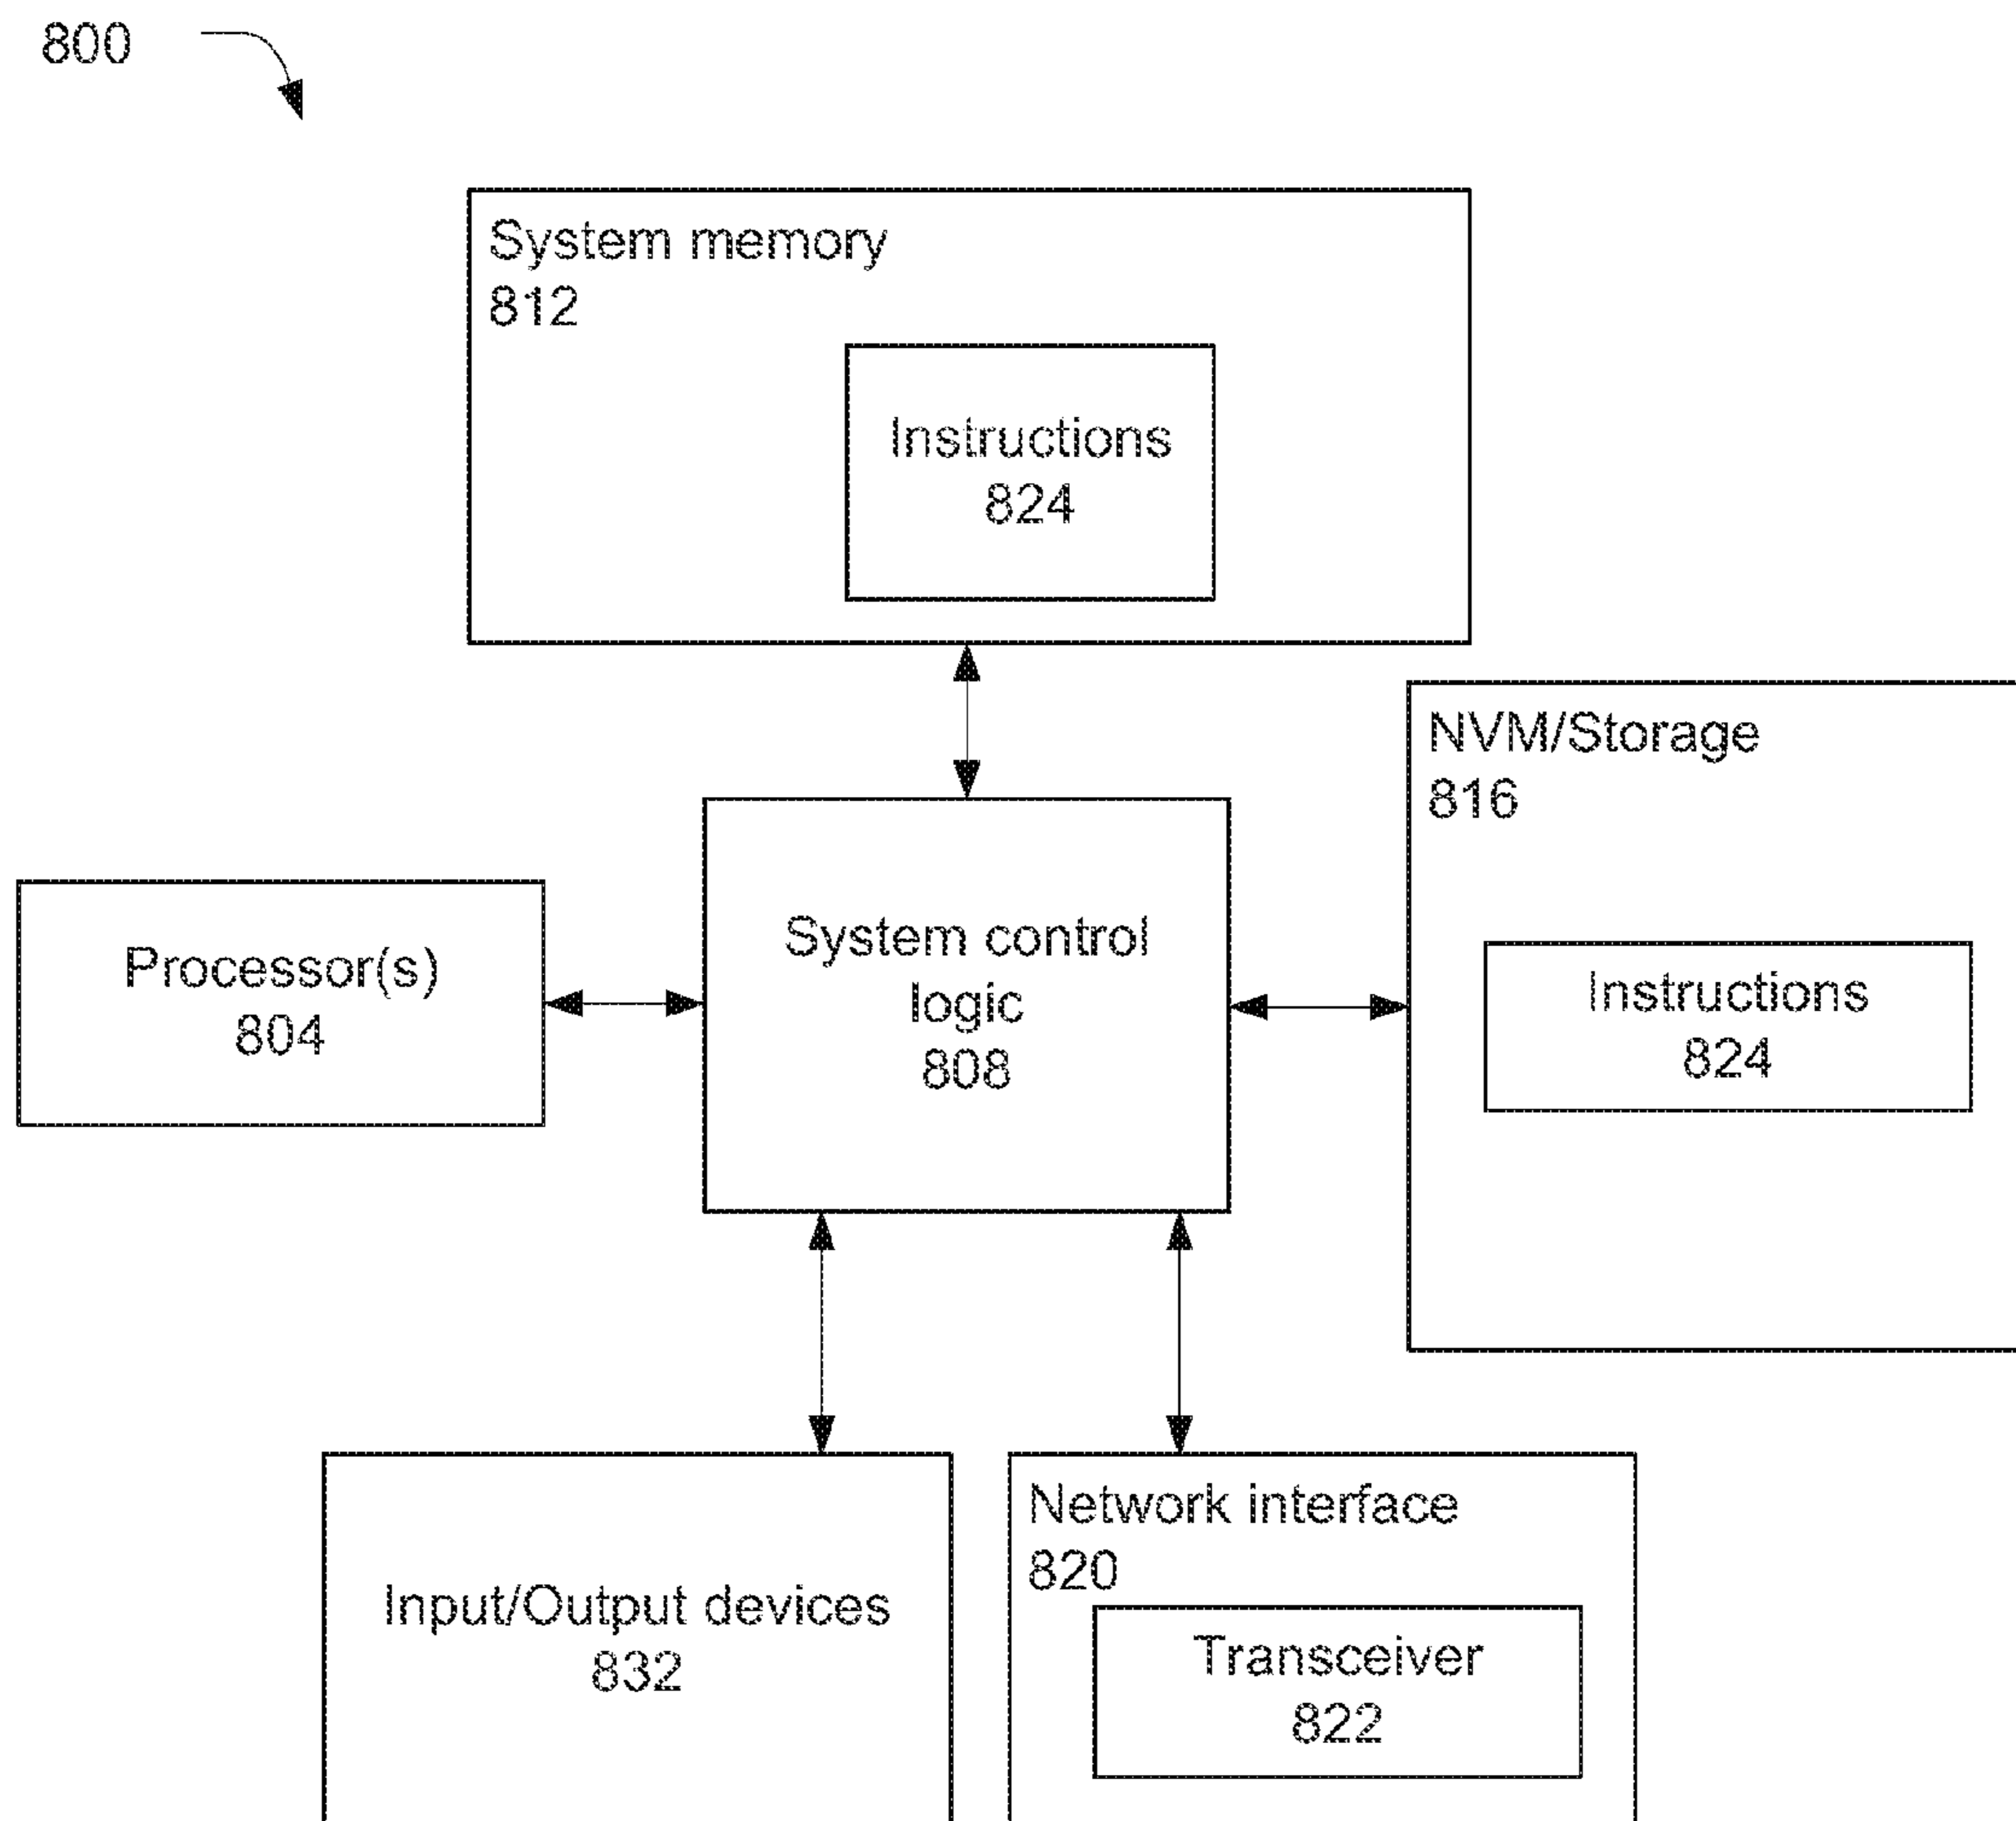 800
System memory
812
Instructions
824
NVM/Storage
816
Instructions
824
Processor(s)
804
System control
logic
808
Input/Output devices
832
Network interface
820
Transceiver
822